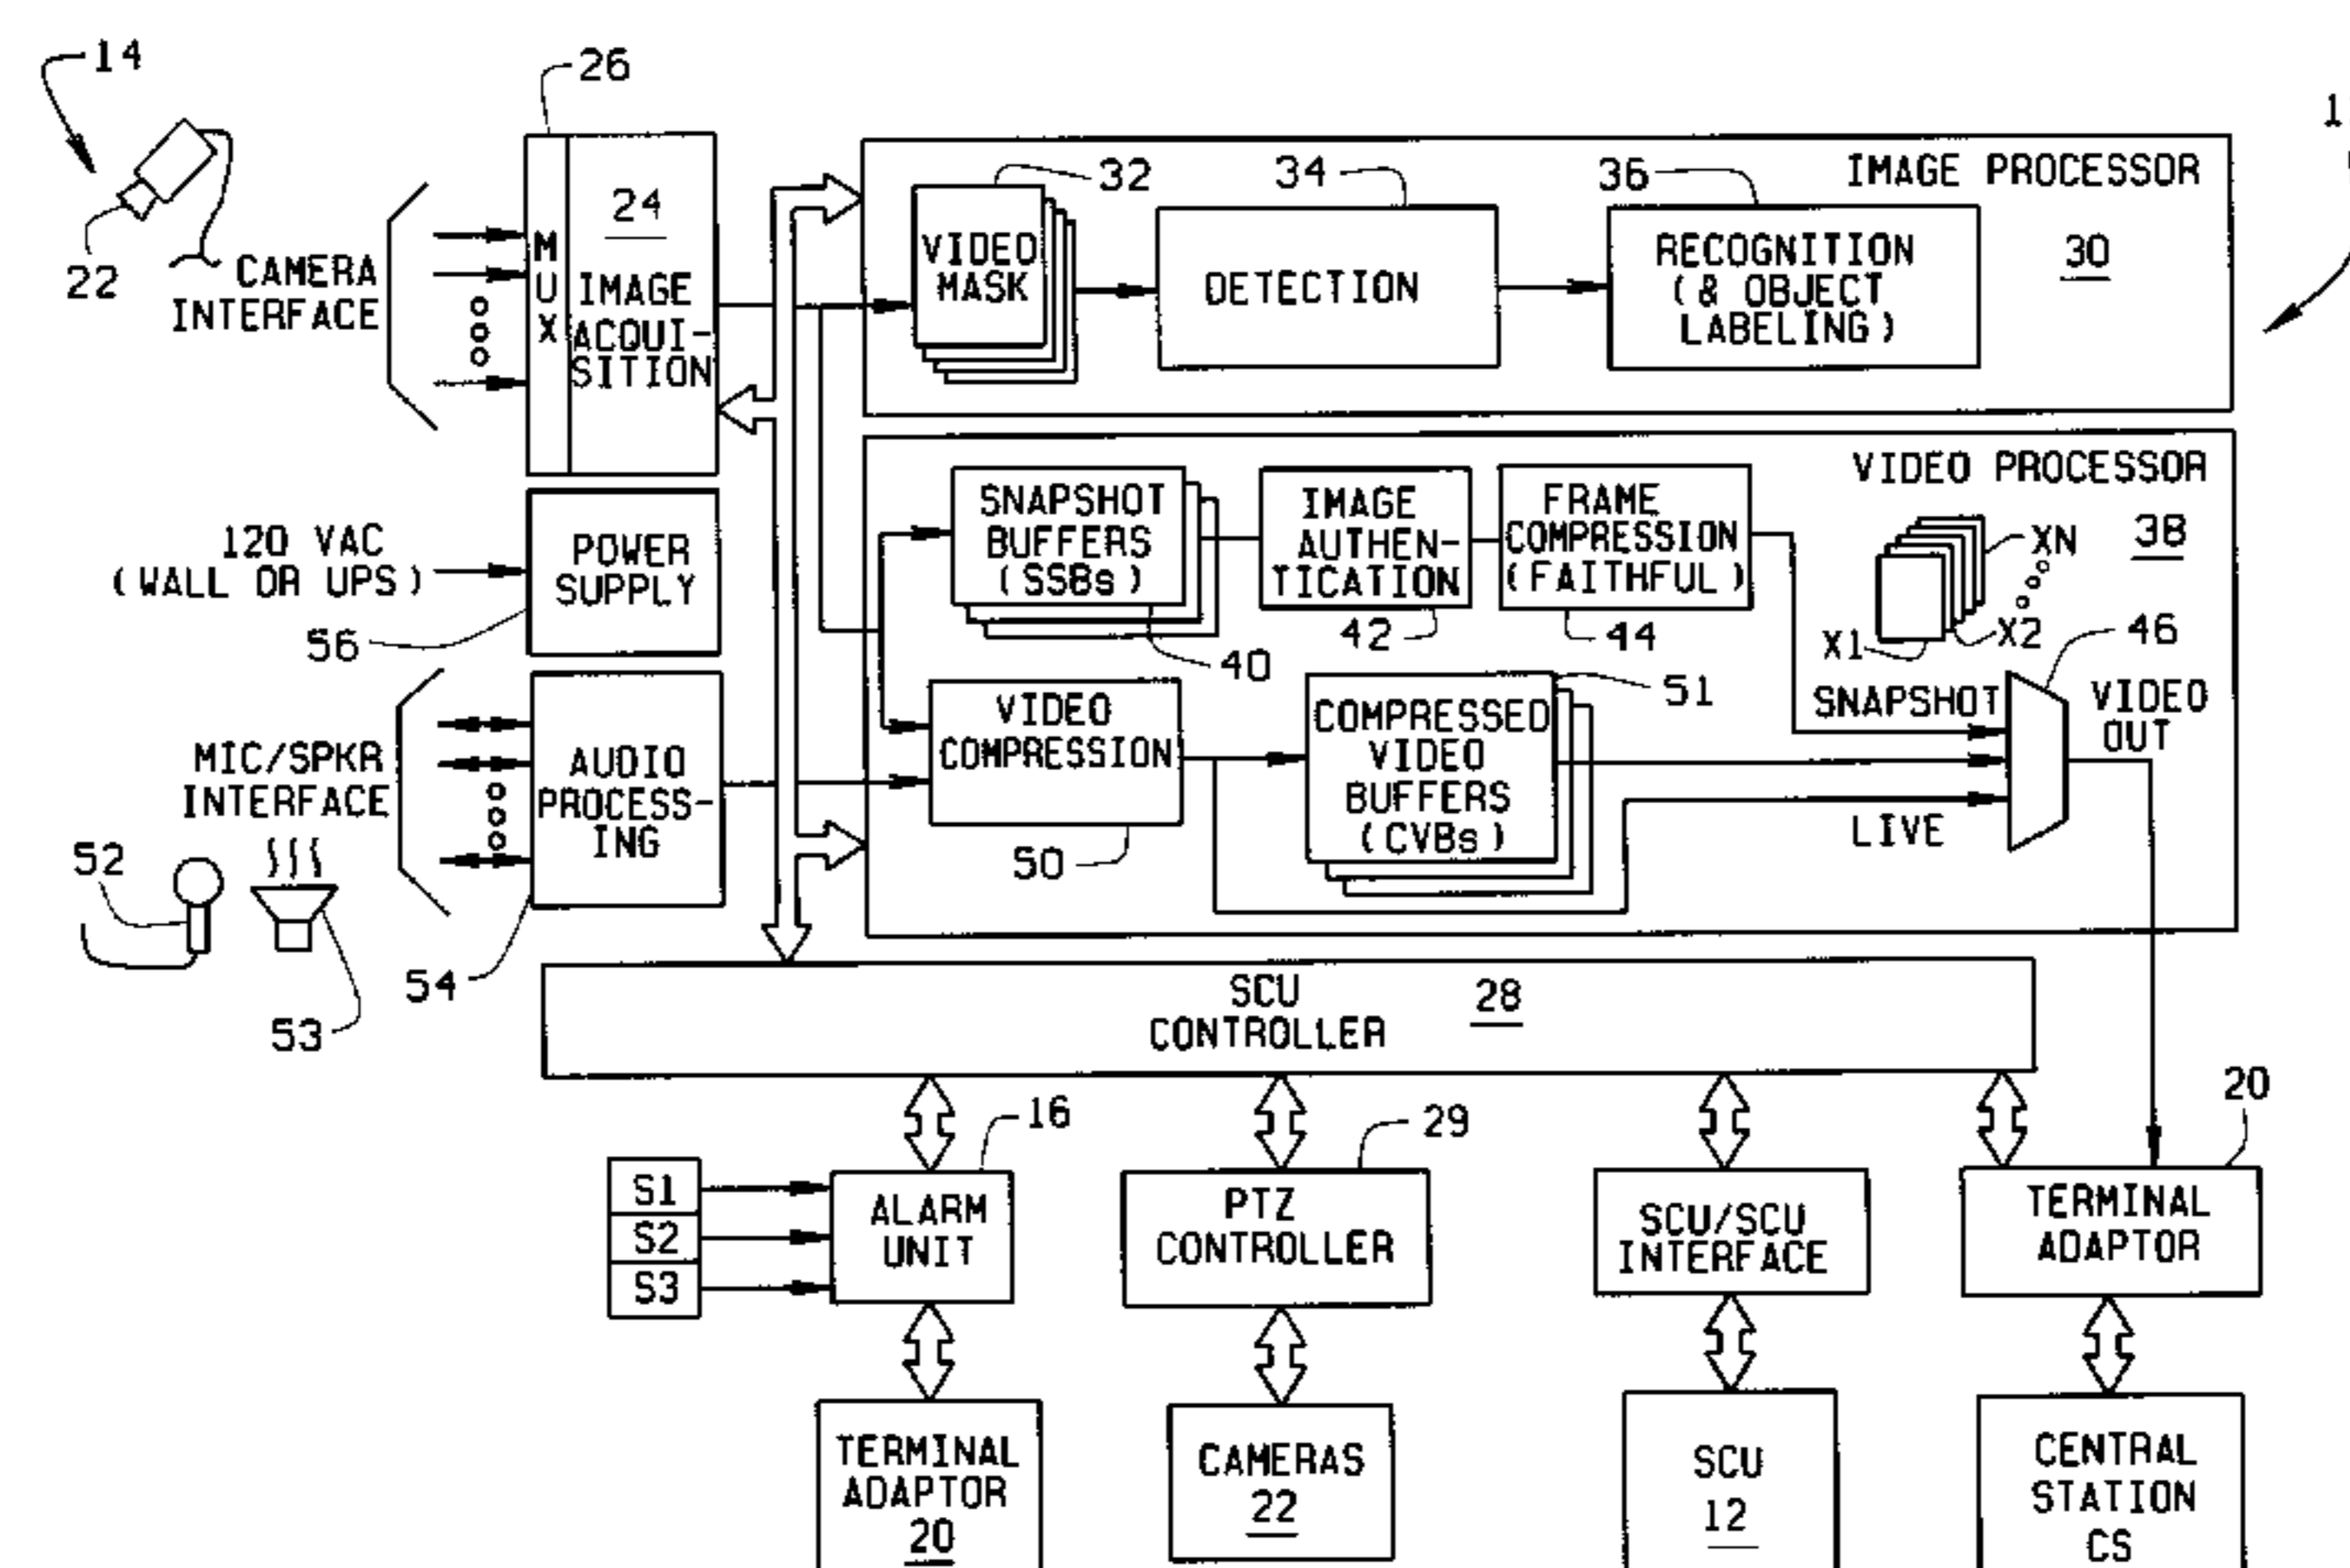 14
26
1
22
CAMERA
INTERFACE
MUX
24
IMAGE
ACQUI-
SITION
32
34
36
IMAGE PROCESSOR
30
VIDEO
MASK
DETECTION
RECOGNITION
(& OBJECT
LABELING)
120 VAC
(WALL OR UPS)
POWER
SUPPLY
56
SNAPSHOT
BUFFERS
(SSBs)
40
IMAGE
AUTHEN-
TICATION
42
FRAME
COMPRESSION
(FAITHFUL)
44
VIDEO PROCESSOR
38
XN
X2
X1
46
MIC/SPKR
INTERFACE
AUDIO
PROCESS-
ING
52
53
54
VIDEO
COMPRESSION
50
COMPRESSED
VIDEO
BUFFERS
(CVBs)
51
SNAPSHOT
LIVE
VIDEO
OUT
SCU
CONTROLLER
28
16
29
20
S1
S2
S3
ALARM
UNIT
PTZ
CONTROLLER
SCU/SCU
INTERFACE
TERMINAL
ADAPTOR
TERMINAL
ADAPTOR
20
CAMERAS
22
SCU
12
CENTRAL
STATION
CS